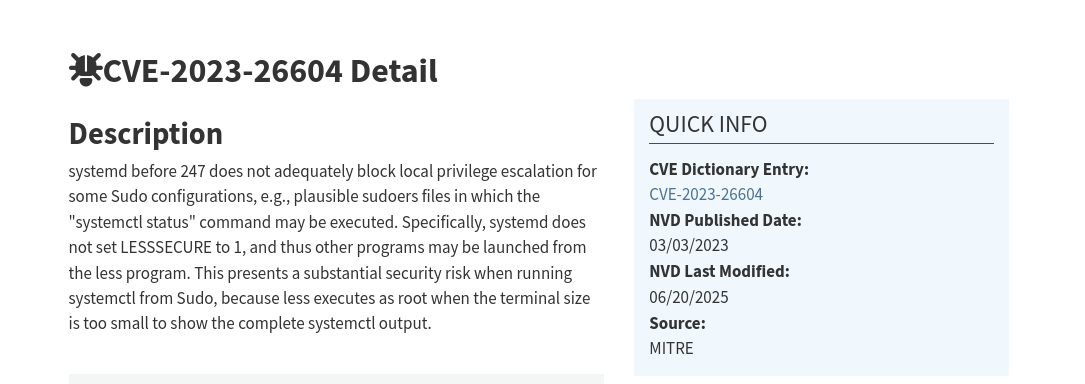 CVE-2023-26604 Detail
Description
systemd before 247 does not adequately block local privilege escalation for
some Sudo configurations, e.g., plausible sudoers files in which the
"systemctl status" command may be executed. Specifically, systemd does
not set LESSSECURE to 1, and thus other programs may be launched from
the less program. This presents a substantial security risk when running
systemctl from Sudo, because less executes as root when the terminal size
is too small to show the complete systemctl output.
QUICK INFO
CVE Dictionary Entry:
CVE-2023-26604
NVD Published Date:
03/03/2023
NVD Last Modified:
06/20/2025
Source:
MITRE